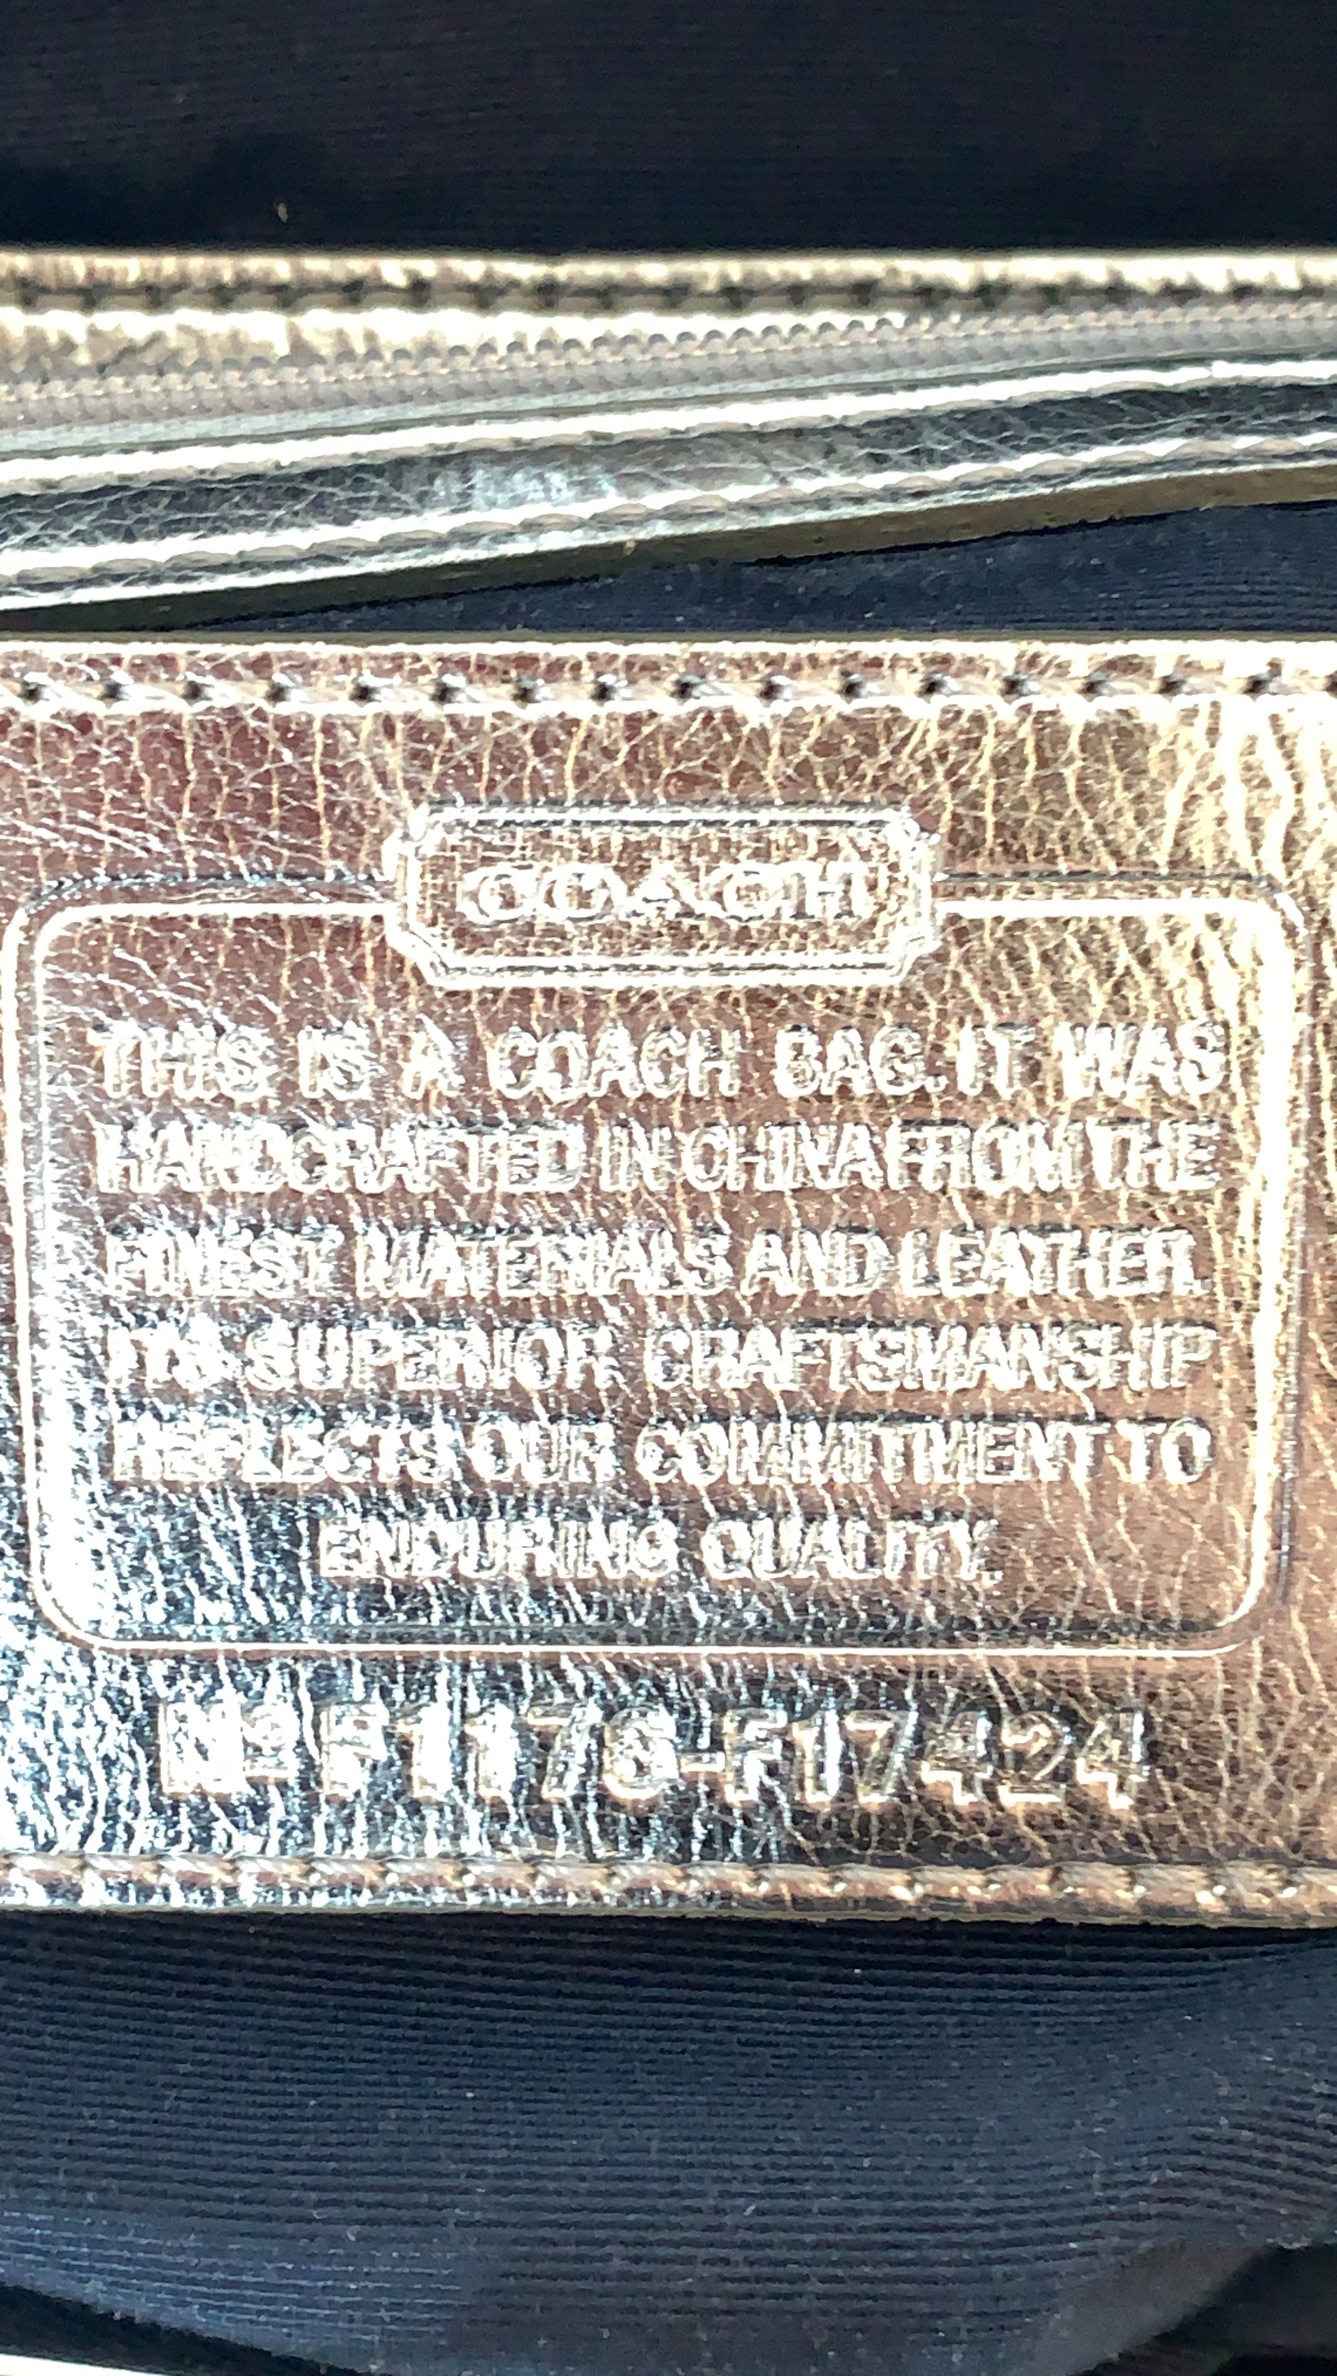 COACH
THIS IS A COACH BAG. IT WAS
HANDCRAFTED IN CHINA FROM THE
FINEST MATERIALS AND LEATHER.
ITS SUPERIOR CRAFTSMANSHIP
REFLECTS OUR COMMITMENT TO
ENDURING QUALITY.
Nº F1176-F17424